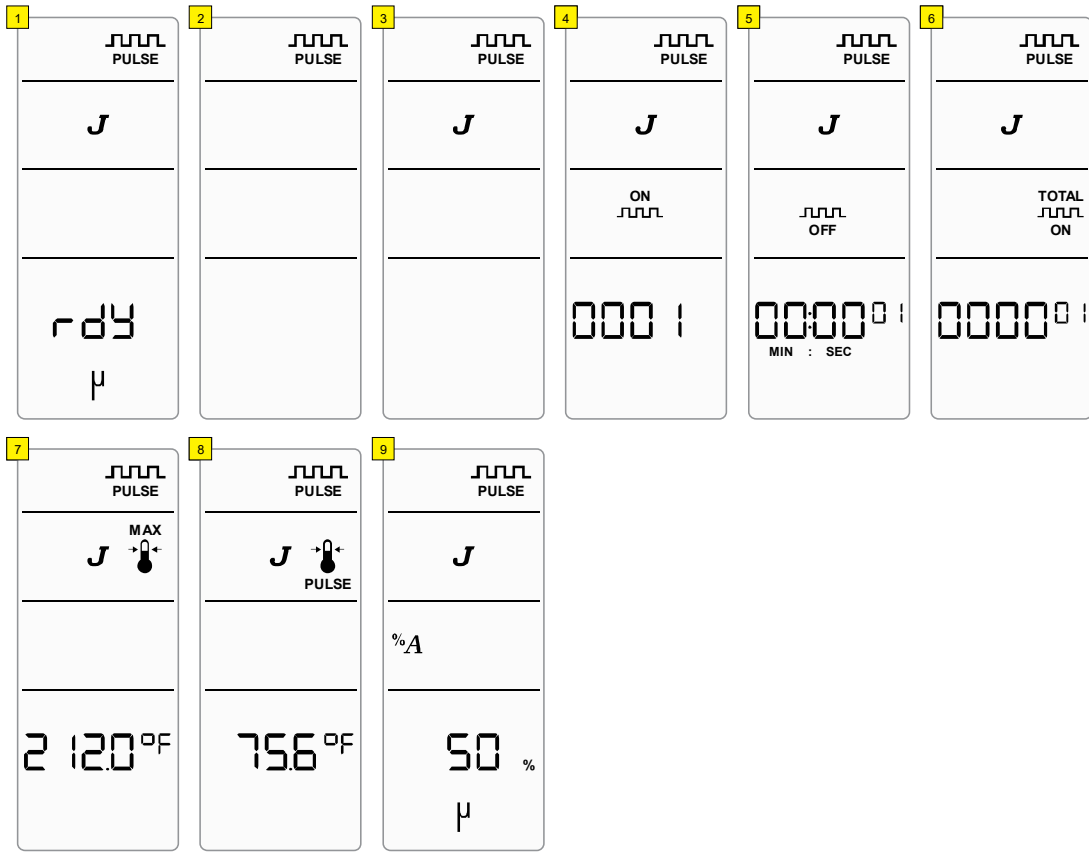 1
PULSE
J
rdy
µ
2
PULSE
3
PULSE
J
4
PULSE
J
ON
0001
5
PULSE
J
OFF
00:00 01
MIN : SEC
6
PULSE
J
TOTAL
ON
0000 01
7
PULSE
MAX
J
212.0 °F
8
PULSE
J
PULSE
75.6 °F
9
PULSE
J
%A
50 %
µ